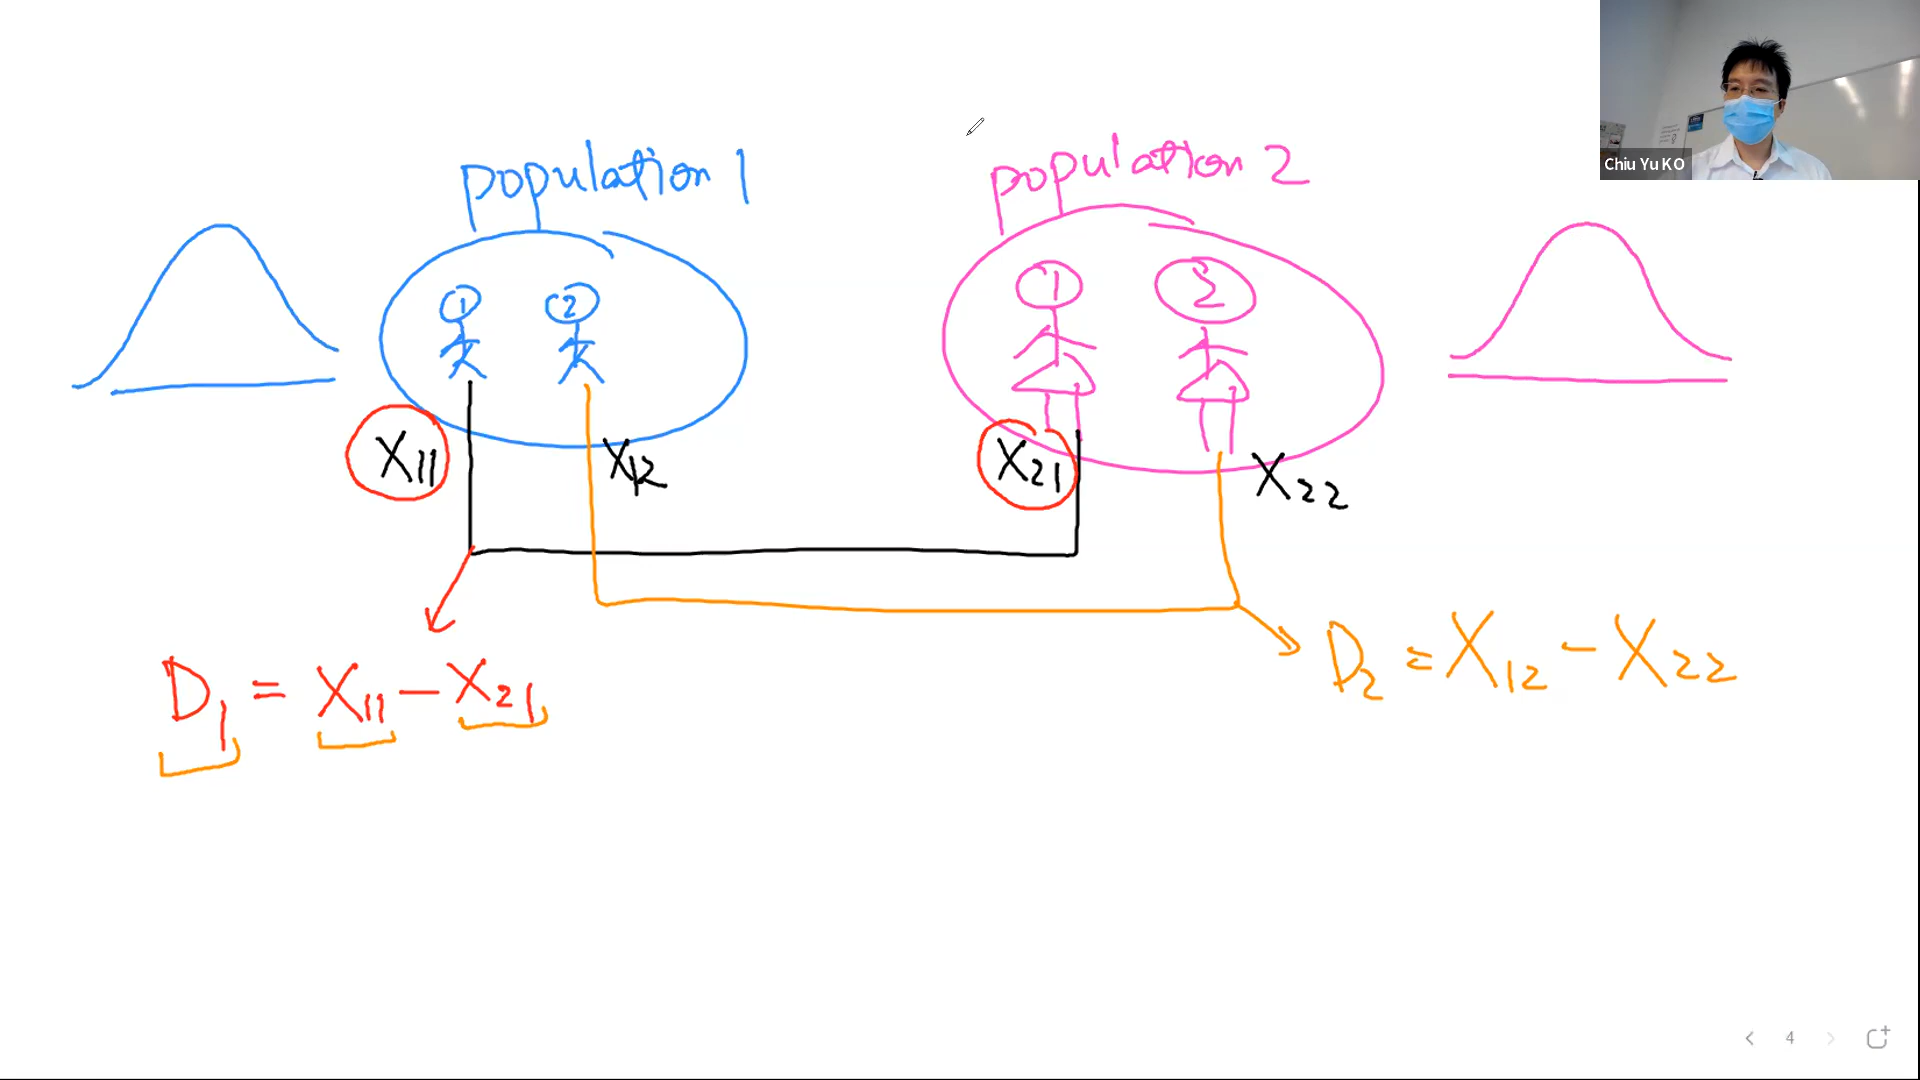 Chiu Yu KO
population 1
population 2
1
2
1
2
X11
X12
X21
X22
D1 = X11 - X21
D2 = X12 - X22
4